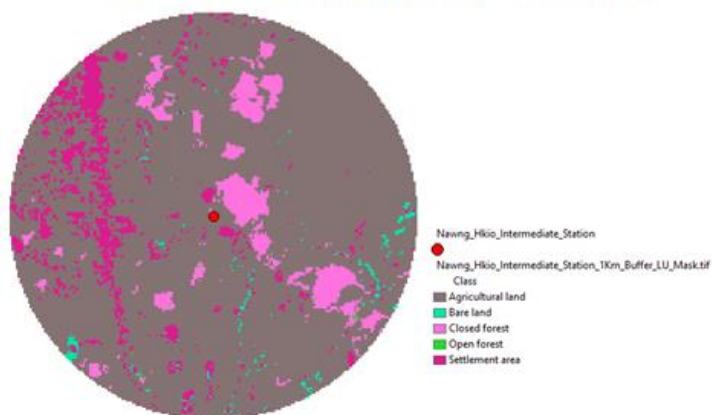 Nawng_Hkio_Intermediate_Station
Nawng_Hkio_Intermediate_Station_1Km_Buffer_LU_Mask.tif
Class
Agricultural land
Bare land
Closed forest
Open forest
Settlement area